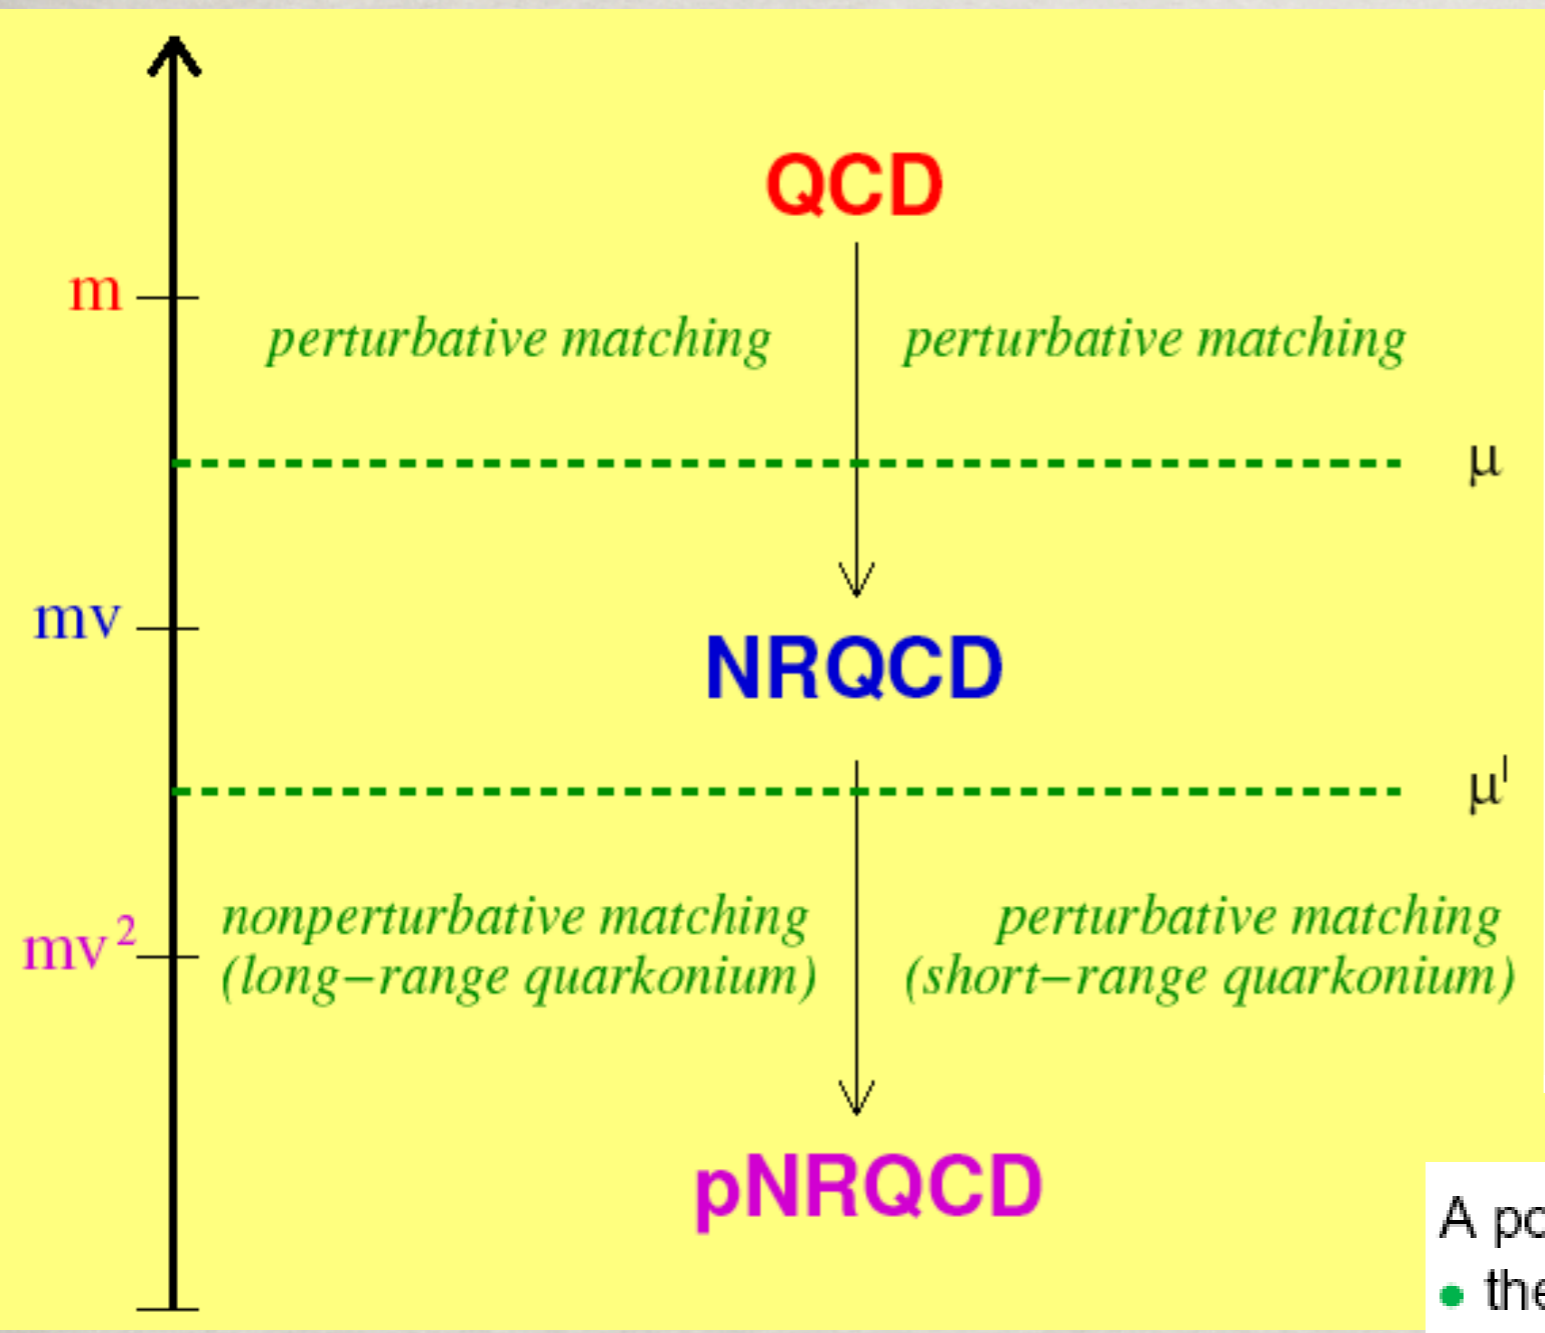 QCD
m
perturbative matching perturbative matching
μ
mv
NRQCD
μ'
nonperturbative matching perturbative matching
mv²
(long–range quarkonium) (short–range quarkonium)
pNRQCD
A
•